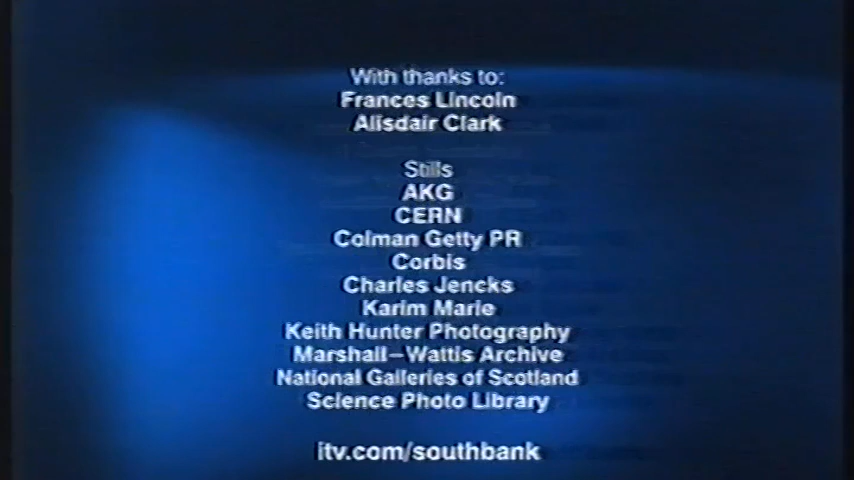 With thanks to:
Frances Lincoln
Alisdair Clark
Stills
AKG
CERN
Colman Getty PR
Corbis
Charles Jencks
Karim Marie
Keith Hunter Photography
Marshall–Wattis Archive
National Galleries of Scotland
Science Photo Library
itv.com/southbank